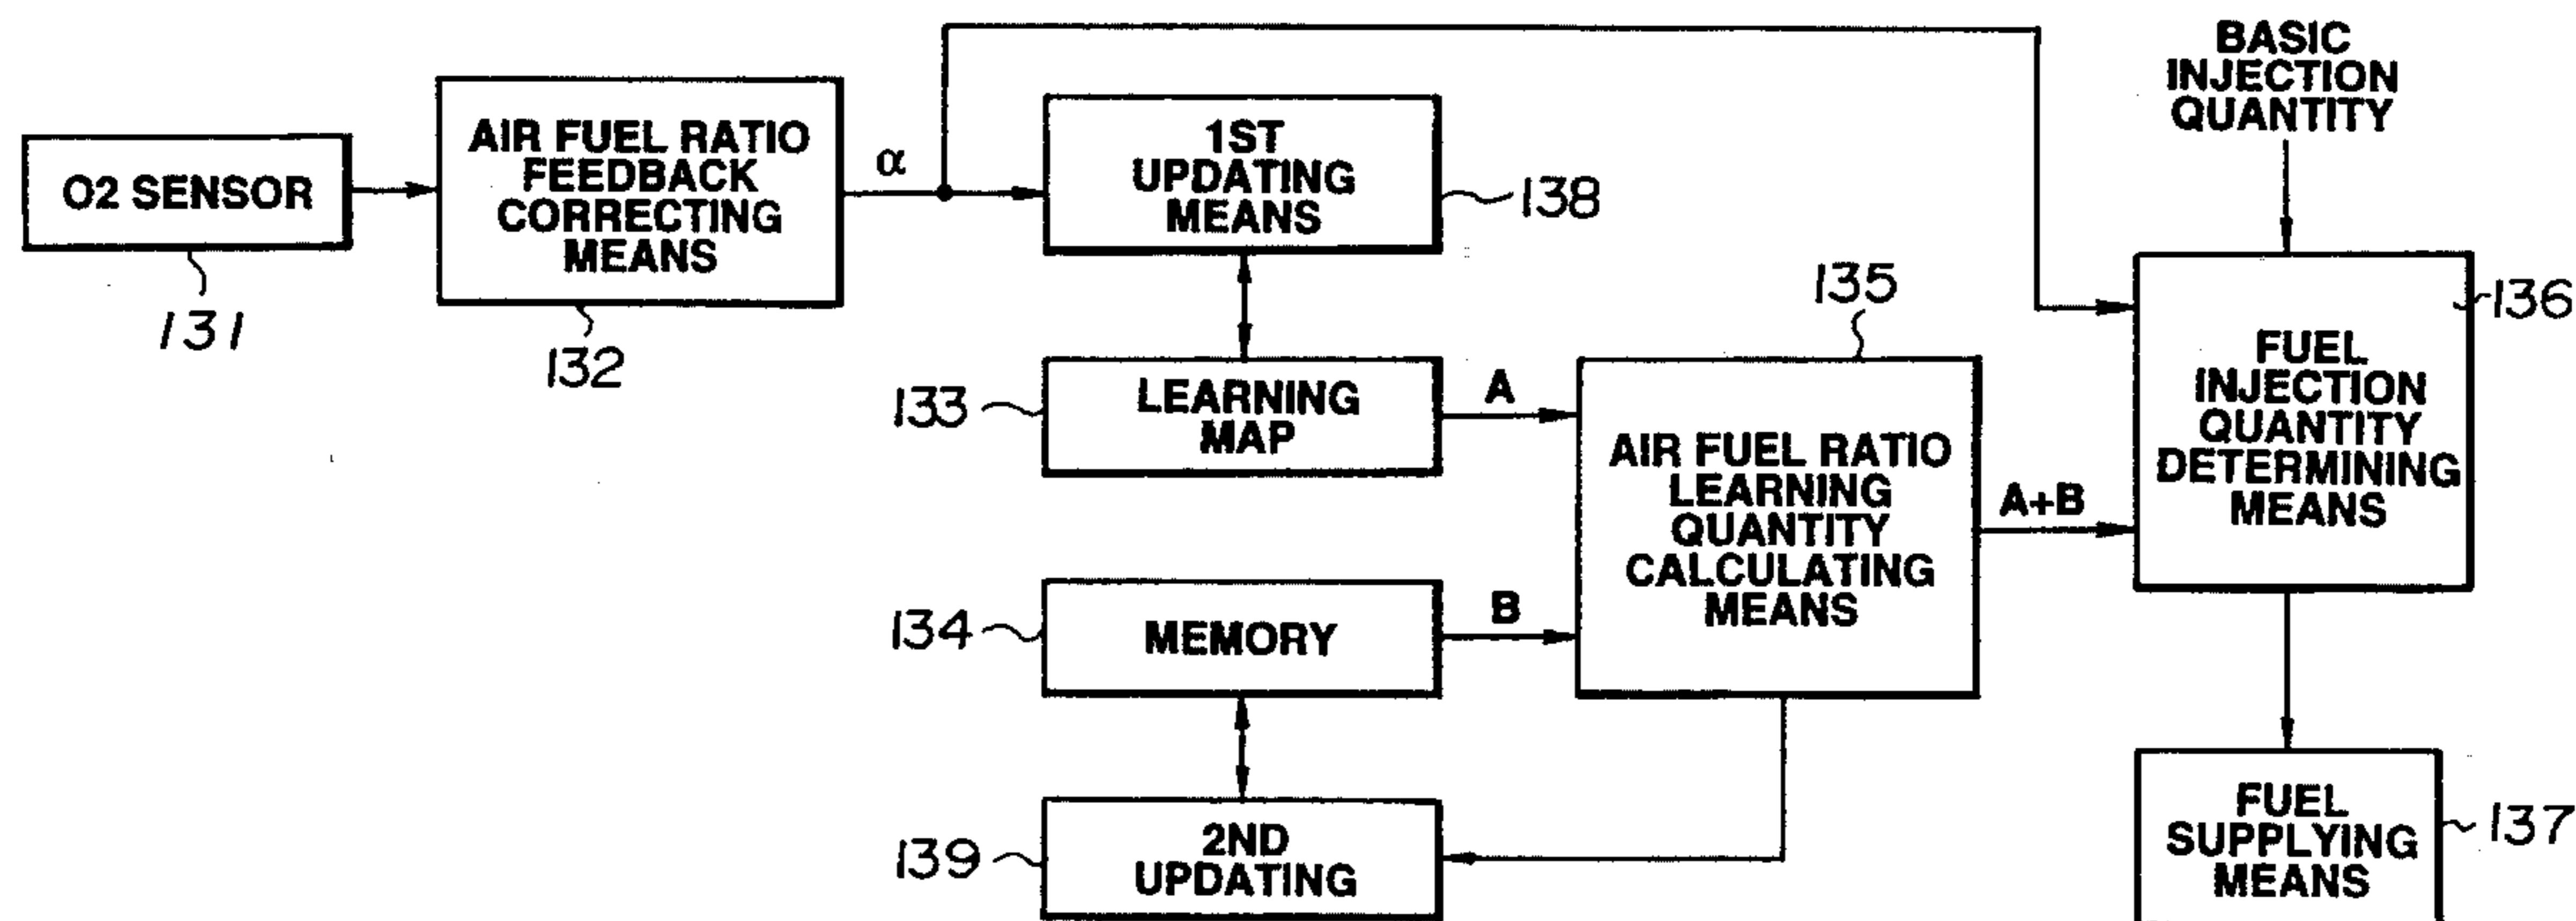 O2 SENSOR
131
AIR FUEL RATIO
FEEDBACK
CORRECTING
MEANS
132
α
1ST
UPDATING
MEANS
138
133
LEARNING
MAP
A
134
MEMORY
B
139
2ND
UPDATING
135
AIR FUEL RATIO
LEARNING
QUANTITY
CALCULATING
MEANS
A+B
BASIC
INJECTION
QUANTITY
136
FUEL
INJECTION
QUANTITY
DETERMINING
MEANS
FUEL
SUPPLYING
MEANS
137